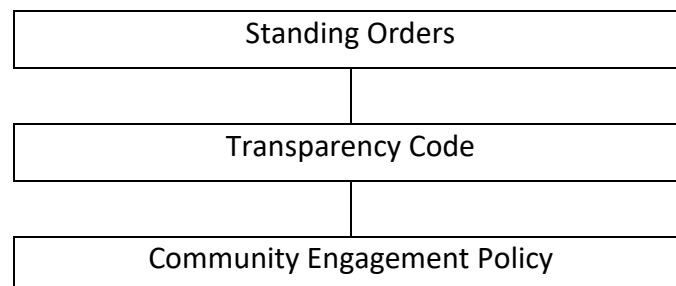 Standing Orders
Transparency Code
Community Engagement Policy